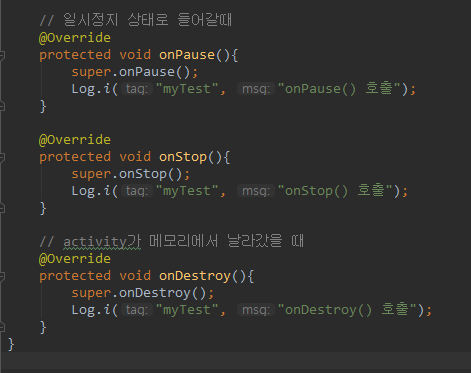 // 일시정지 상태로 들어갈때
@Override
protected void onPause(){
super.onPause();
Log.i( tag: "myTest", msg: "onPause() 호출");
}
@Override
protected void onStop(){
super.onStop();
Log.i( tag: "myTest", msg: "onStop() 호출");
}
// activity가 메모리에서 날라갔을 때
@Override
protected void onDestroy(){
super.onDestroy();
Log.i( tag: "myTest", msg: "onDestroy() 호출");
}
}